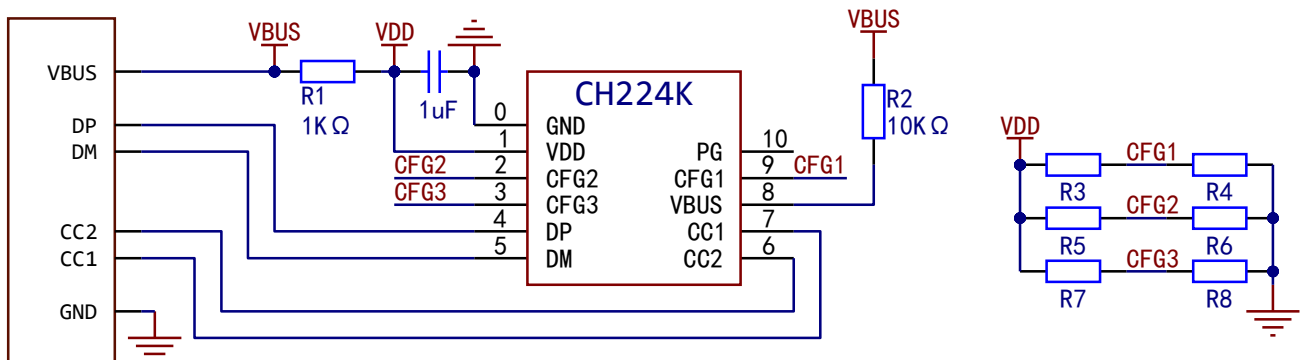 VBUS
DP
DM
CC2
CC1
GND
VBUS
R1
1KΩ
VDD
1uF
CH224K
0 GND
1 VDD
2 CFG2
3 CFG3
4 DP
5 DM
CFG2
CFG3
PG 10
CFG1 9
VBUS 8
CC1 7
CC2 6
CFG1
VBUS
R2
10KΩ
VDD
CFG1
R3 R4
CFG2
R5 R6
CFG3
R7 R8